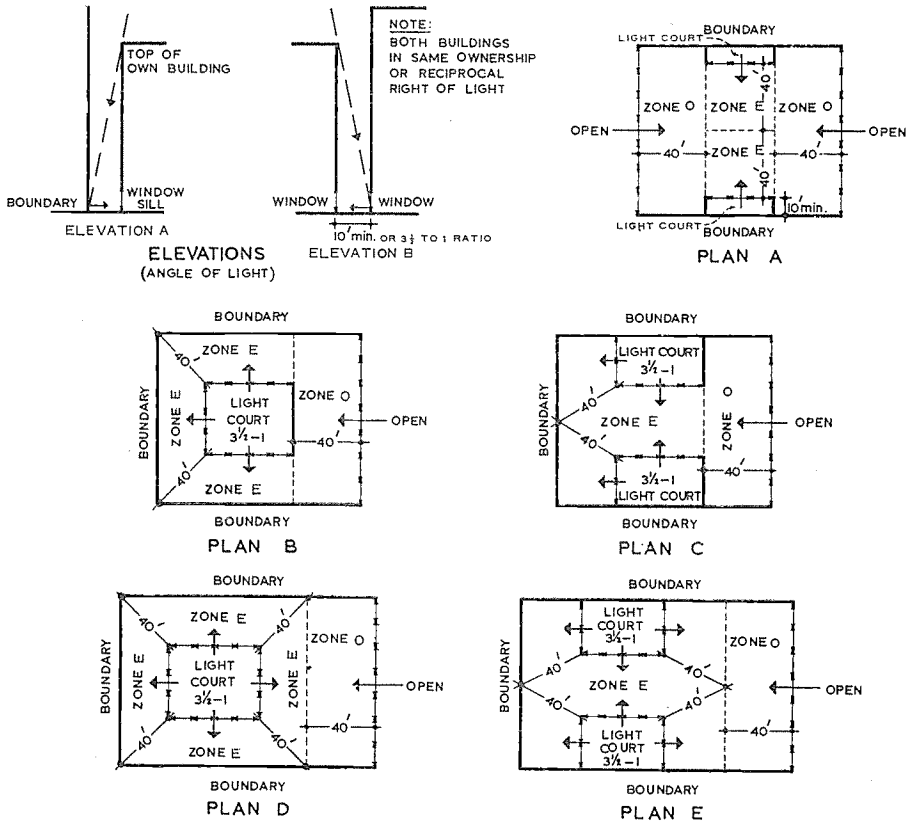 TOP OF
OWN BUILDING
BOUNDARY
WINDOW
SILL
ELEVATION A
NOTE:
BOTH BUILDINGS
IN SAME OWNERSHIP
OR RECIPROCAL
RIGHT OF LIGHT
WINDOW
WINDOW
10' min. OR 3½ TO 1 RATIO
ELEVATION B
ELEVATIONS
(ANGLE OF LIGHT)
BOUNDARY
LIGHT COURT
40'
ZONE O
ZONE E
ZONE O
OPEN
OPEN
40'
ZONE E
40'
40'
10' min.
LIGHT COURT
BOUNDARY
PLAN A
BOUNDARY
40'
ZONE E
BOUNDARY
ZONE E
LIGHT
COURT
3½-1
ZONE O
OPEN
40'
40'
ZONE E
BOUNDARY
PLAN B
BOUNDARY
LIGHT COURT
3½-1
40'
BOUNDARY
ZONE E
ZONE O
OPEN
40'
40'
3½-1
LIGHT COURT
BOUNDARY
PLAN C
BOUNDARY
40'
ZONE E
40'
BOUNDARY
ZONE E
LIGHT
COURT
3½-1
ZONE E
ZONE O
OPEN
40'
40'
40'
ZONE E
BOUNDARY
PLAN D
BOUNDARY
LIGHT
COURT
3½-1
ZONE O
40'
40'
BOUNDARY
ZONE E
OPEN
40'
40'
40'
LIGHT
COURT
3½-1
BOUNDARY
PLAN E